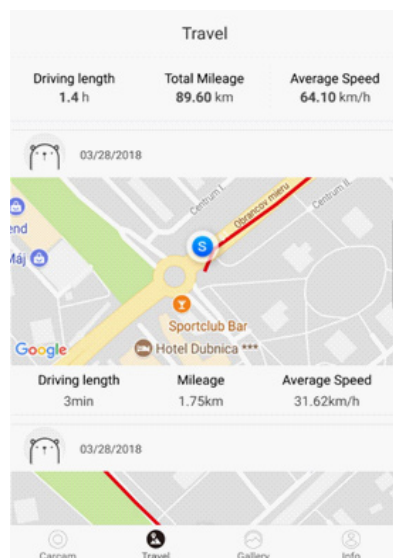 Travel
Driving length Total Mileage Average Speed
1.4 h 89.60 km 64.10 km/h
03/28/2018
Centrum I.
Centrum II.
Obrancov mieru
S
end
Máj
Sportclub Bar
Hotel Dubnica ***
Google
Driving length Mileage Average Speed
3min 1.75km 31.62km/h
03/28/2018
Carcam Travel Gallery Info